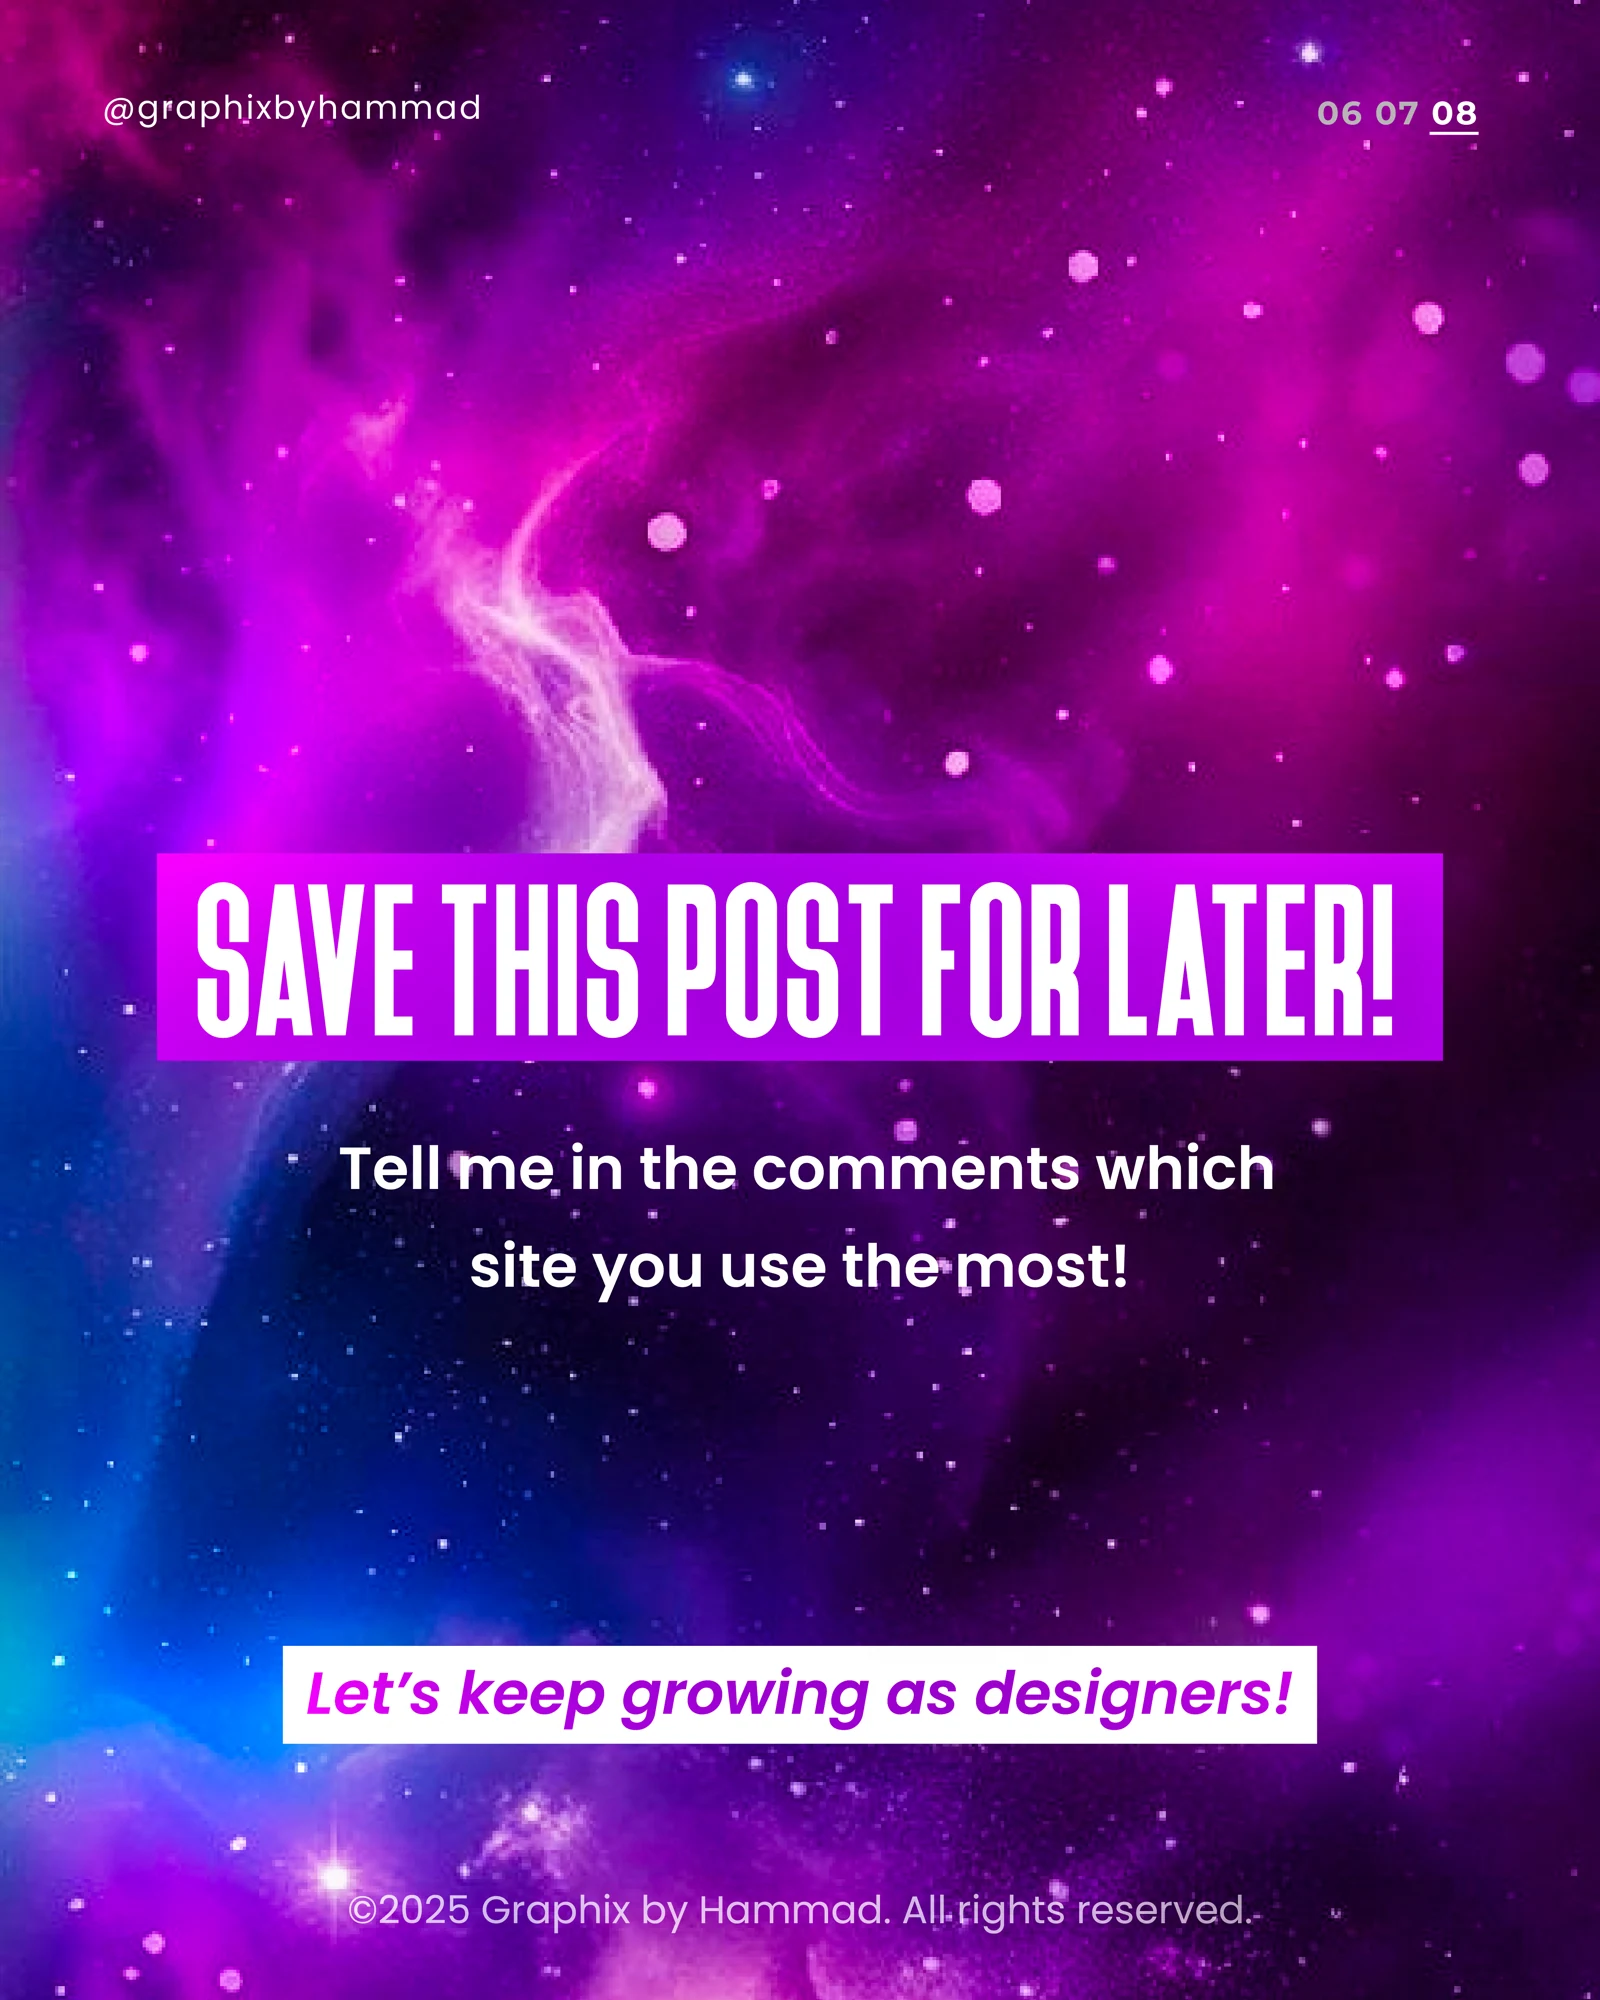 @graphixbyhammad
06 07 08
SAVE THIS POST FOR LATER!
Tell me in the comments which
site you use the most!
Let’s keep growing as designers!
©2025 Graphix by Hammad. All rights reserved.